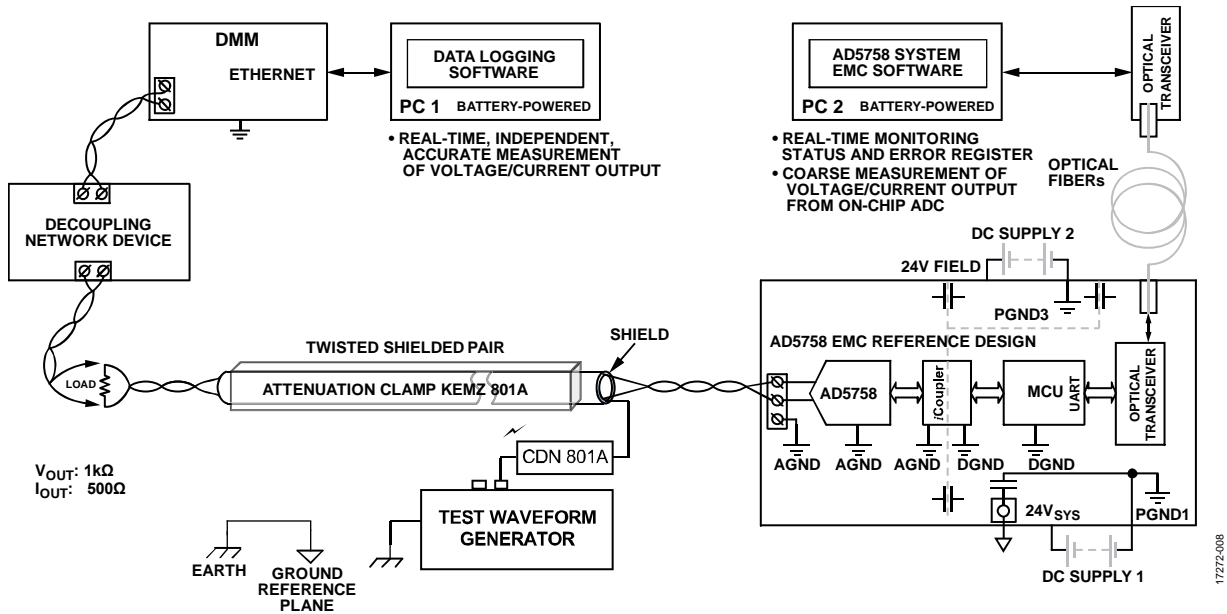 DMM
ETHERNET
DATA LOGGING
SOFTWARE
PC 1 BATTERY-POWERED
• REAL-TIME, INDEPENDENT,
ACCURATE MEASUREMENT
OF VOLTAGE/CURRENT OUTPUT
AD5758 SYSTEM
EMC SOFTWARE
PC 2 BATTERY-POWERED
• REAL-TIME MONITORING
STATUS AND ERROR REGISTER
• COARSE MEASUREMENT OF
VOLTAGE/CURRENT OUTPUT
FROM ON-CHIP ADC
OPTICAL
TRANSCEIVER
OPTICAL
FIBERs
DECOUPLING
NETWORK DEVICE
DC SUPPLY 2
24V FIELD
PGND3
AD5758 EMC REFERENCE DESIGN
SHIELD
TWISTED SHIELDED PAIR
LOAD
ATTENUATION CLAMP KEMZ 801A
AD5758
iCoupler
MCU
UART
OPTICAL
TRANSCEIVER
AGND
AGND
AGND
DGND
DGND
CDN 801A
VOUT: 1kΩ
IOUT: 500Ω
24VSYS
PGND1
TEST WAVEFORM
GENERATOR
EARTH
GROUND
REFERENCE
PLANE
DC SUPPLY 1
17272-008